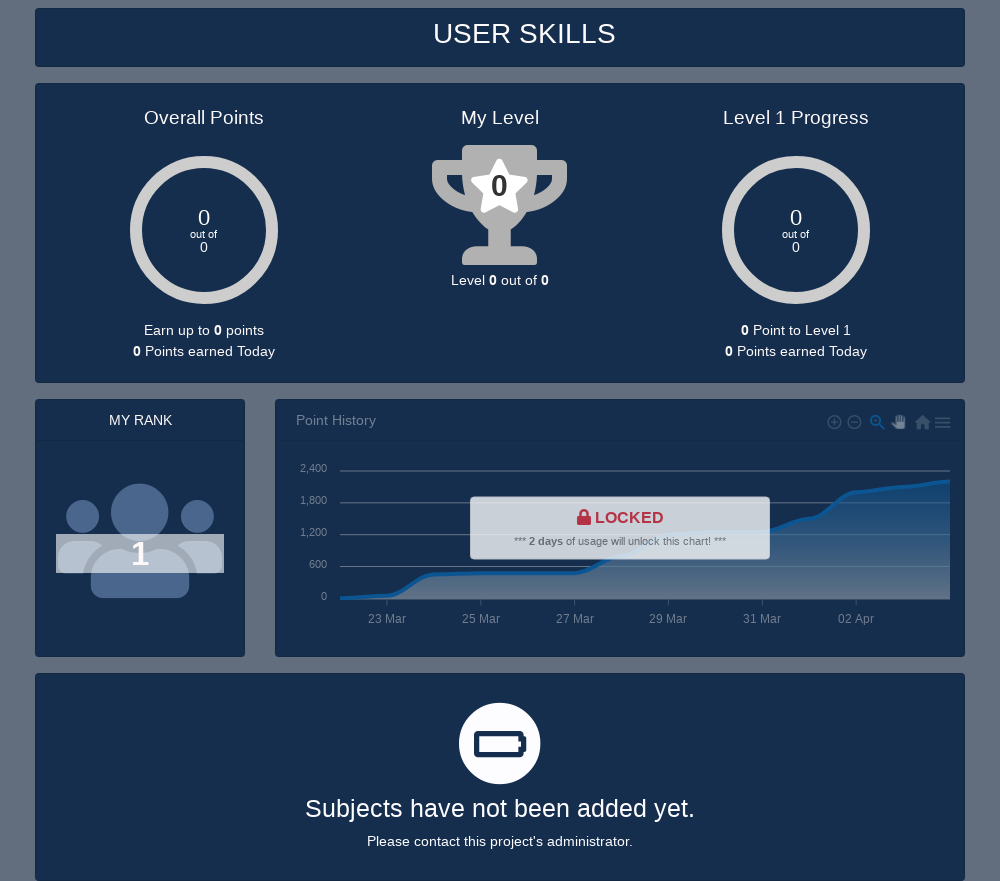 USER SKILLS
Overall Points
My Level
Level 1 Progress
0
out of
0
0
0
out of
0
Level 0 out of 0
Earn up to 0 points
0 Points earned Today
0 Point to Level 1
0 Points earned Today
MY RANK
1
Point History
2,400
1,800
1,200
600
0
LOCKED
*** 2 days of usage will unlock this chart! ***
23 Mar
25 Mar
27 Mar
29 Mar
31 Mar
02 Apr
Subjects have not been added yet.
Please contact this project's administrator.